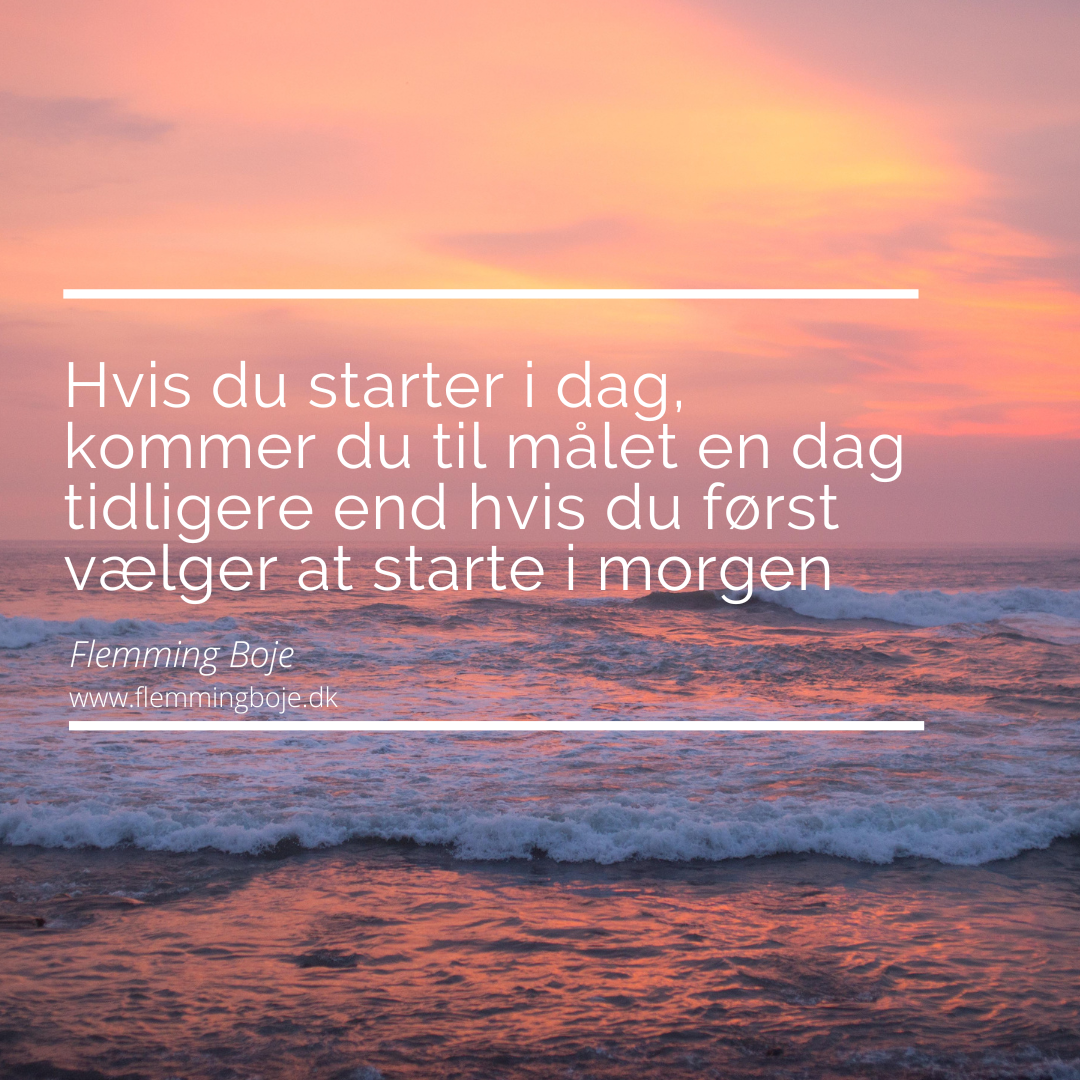 Hvis du starter i dag,
kommer du til målet en dag
tidligere end hvis du først
vælger at starte i morgen
Flemming Boje
www.flemmingboje.dk